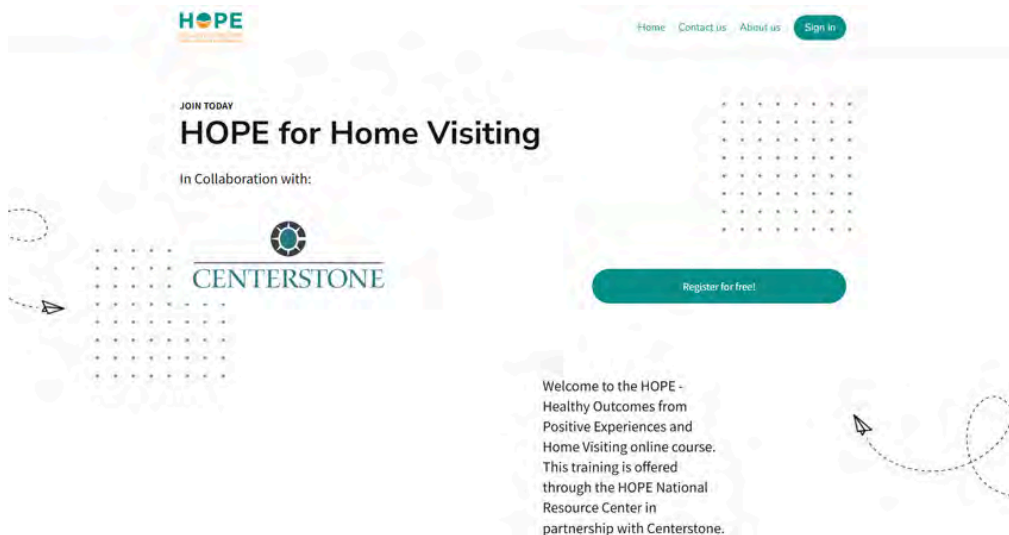 HOPE
Home Contact us About us Sign in
JOIN TODAY
HOPE for Home Visiting
In Collaboration with:
CENTERSTONE
Register for free!
Welcome to the HOPE -
Healthy Outcomes from
Positive Experiences and
Home Visiting online course.
This training is offered
through the HOPE National
Resource Center in
partnership with Centerstone.